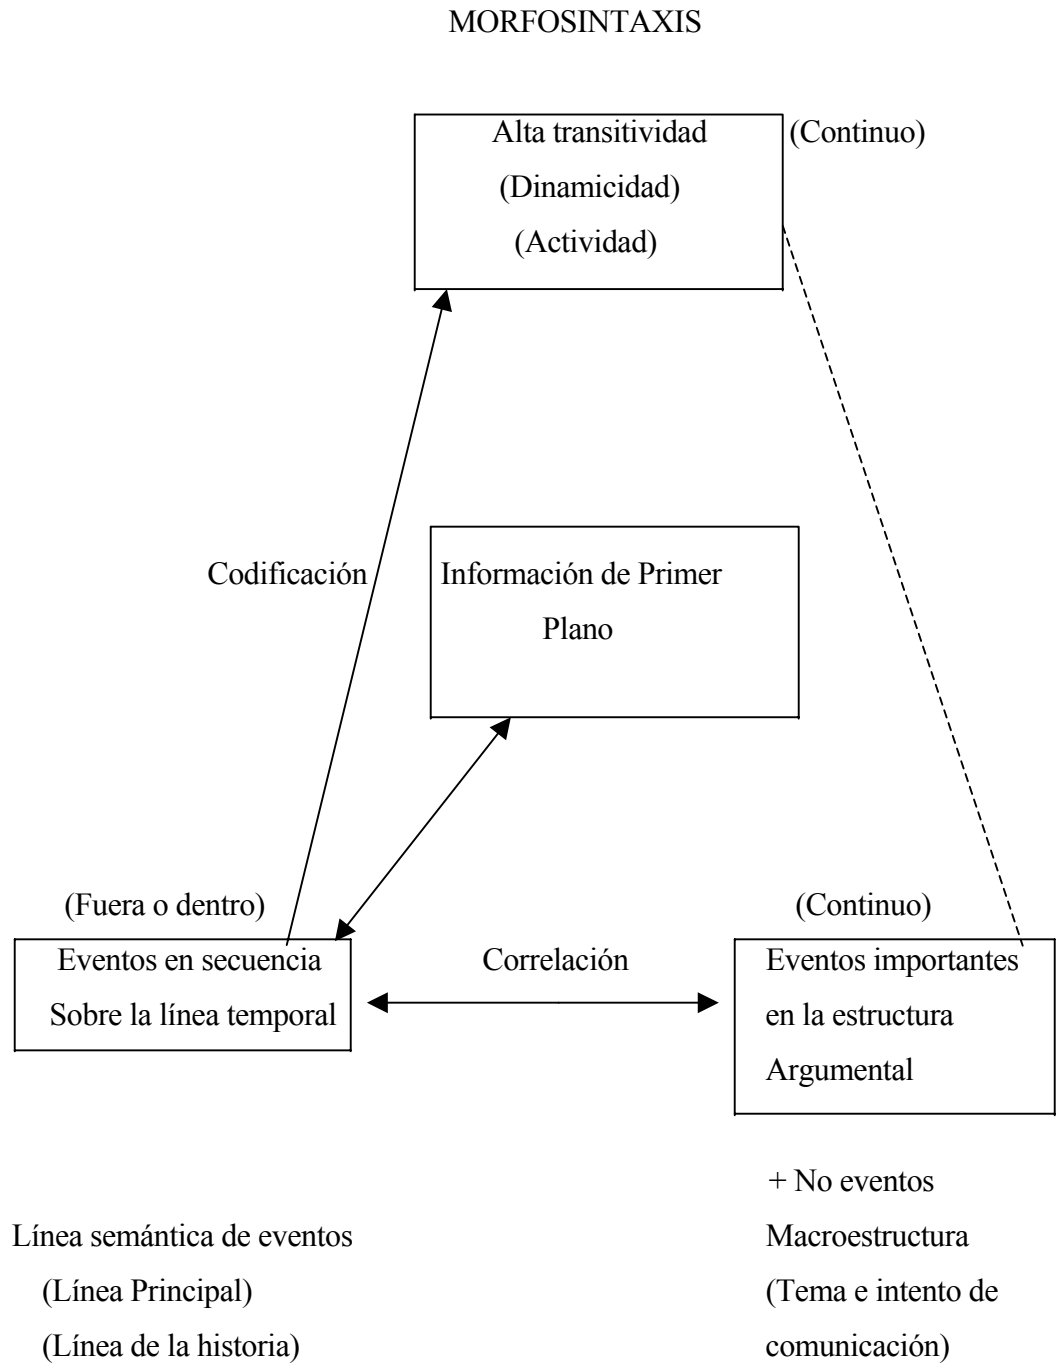 MORFOSINTAXIS
Alta transitividad
(Dinamicidad)
(Actividad)
(Continuo)
Codificación
Información de Primer
Plano
(Fuera o dentro)
Eventos en secuencia
Sobre la línea temporal
Correlación
(Continuo)
Eventos importantes
en la estructura
Argumental
Línea semántica de eventos
(Línea Principal)
(Línea de la historia)
+ No eventos
Macroestructura
(Tema e intento de
comunicación)